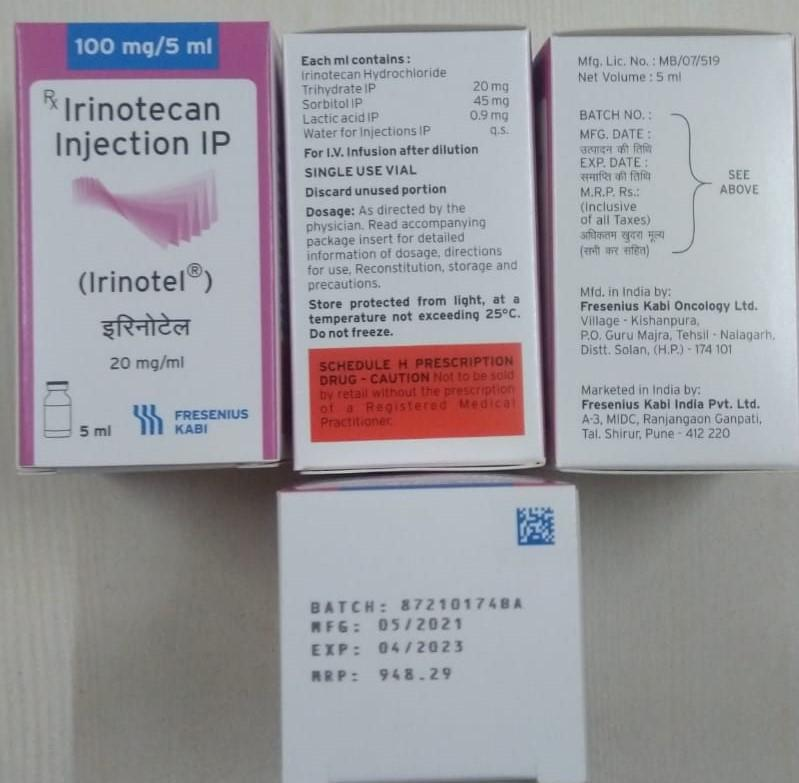 100 mg/5 ml
Rx Irinotecan
Injection IP
(Irinotel®)
इरिनोटेल
20 mg/ml
5 ml
FRESENIUS
KABI
Each ml contains :
Irinotecan Hydrochloride
Trihydrate IP 20 mg
Sorbitol IP 45 mg
Lactic acid IP 0.9 mg
Water for Injections IP q.s.
For I.V. Infusion after dilution
SINGLE USE VIAL
Discard unused portion
Dosage: As directed by the
physician. Read accompanying
package insert for detailed
information of dosage, directions
for use, Reconstitution, storage and
precautions.
Store protected from light, at a
temperature not exceeding 25°C.
Do not freeze.
SCHEDULE H PRESCRIPTION
DRUG - CAUTION Not to be sold
by retail without the prescription
of a Registered Medical
Practitioner.
Mfg. Lic. No. : MB/07/519
Net Volume : 5 ml
BATCH NO. :
MFG. DATE :
उत्पादन की तिथि
EXP. DATE :
समाप्ति की तिथि
M.R.P. Rs.:
(Inclusive
of all Taxes)
अधिकतम खुदरा मूल्य
(सभी कर सहित)
SEE
ABOVE
Mfd. in India by:
Fresenius Kabi Oncology Ltd.
Village - Kishanpura,
P.O. Guru Majra, Tehsil - Nalagarh,
Distt. Solan, (H.P.) - 174 101
Marketed in India by:
Fresenius Kabi India Pvt. Ltd.
A-3, MIDC, Ranjangaon Ganpati,
Tal. Shirur, Pune - 412 220
BATCH: 87210174BA
MFG: 05/2021
EXP: 04/2023
MRP: 948.29